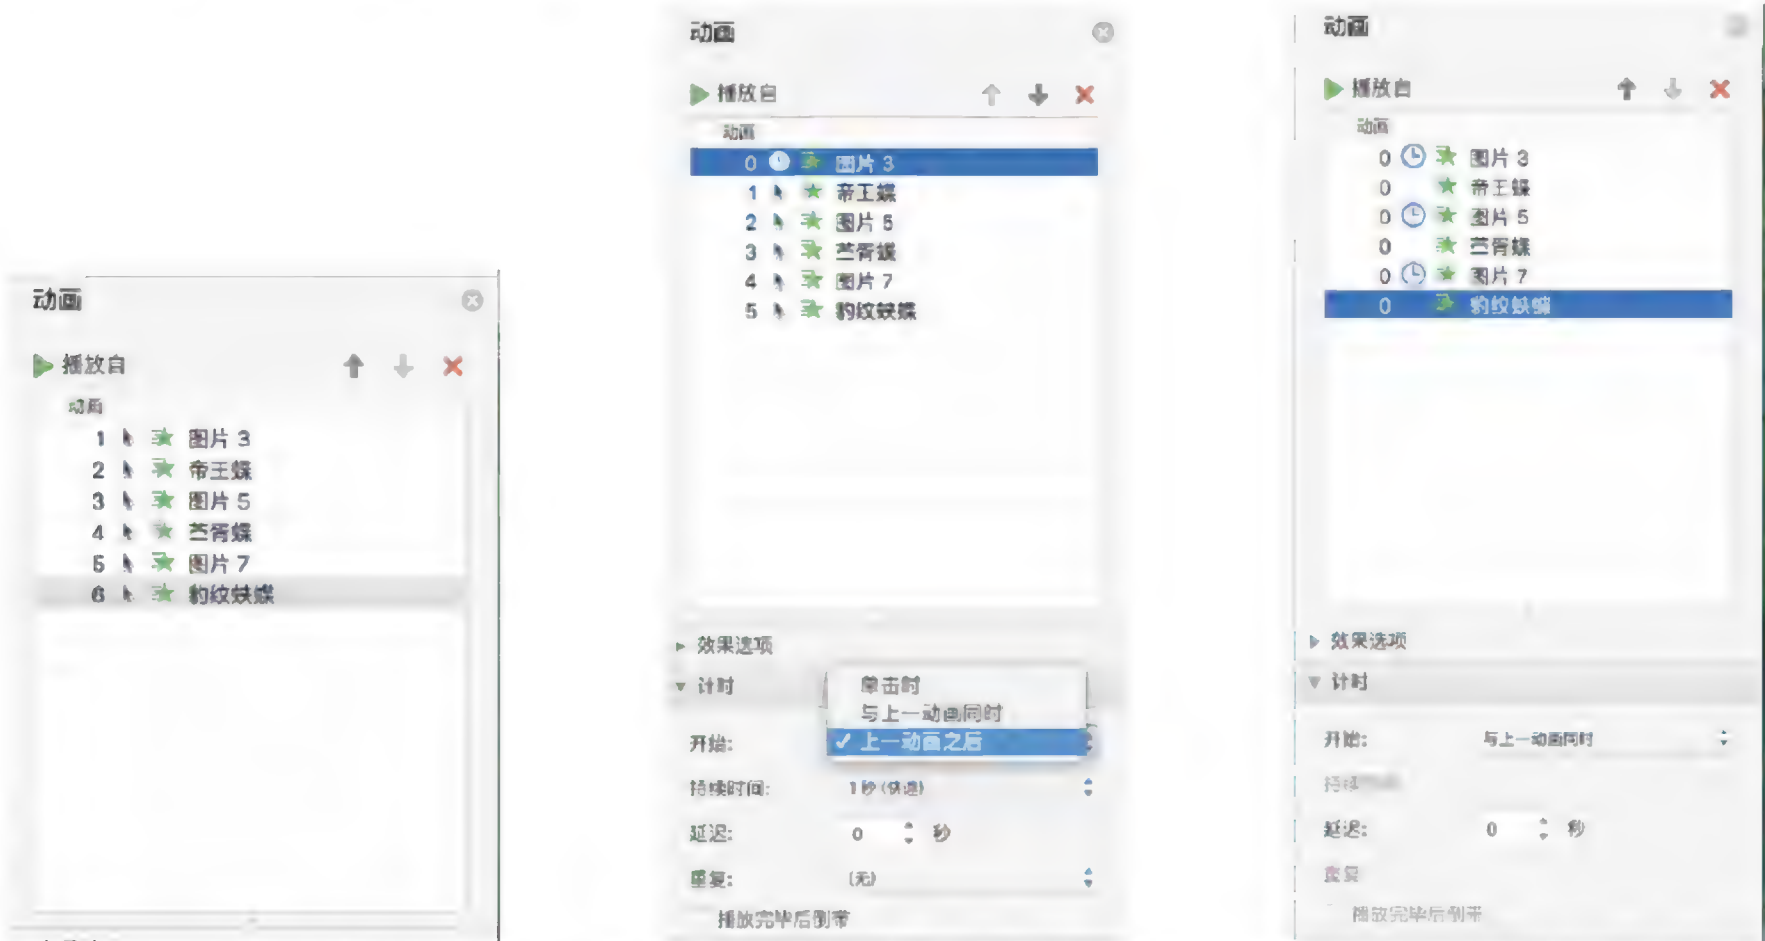 动画
播放自
动画
1 图片 3
2 帝王蝶
3 图片 5
4 兰胥蝶
5 图片 7
6 豹纹蛱蝶
动画
播放自
动画
0 图片 3
1 帝王蝶
2 图片 5
3 兰胥蝶
4 图片 7
5 豹纹蛱蝶
效果选项
计时
单击时
与上一动画同时
✓ 上一动画之后
开始:
持续时间: 1 秒 (快速)
延迟: 0 秒
重复: (无)
播放完毕后倒带
动画
播放自
动画
0 图片 3
0 帝王蝶
0 图片 5
0 兰胥蝶
0 图片 7
0 豹纹蛱蝶
效果选项
计时
开始: 与上一动画同时
延迟: 0 秒
重复
播放完毕后倒带